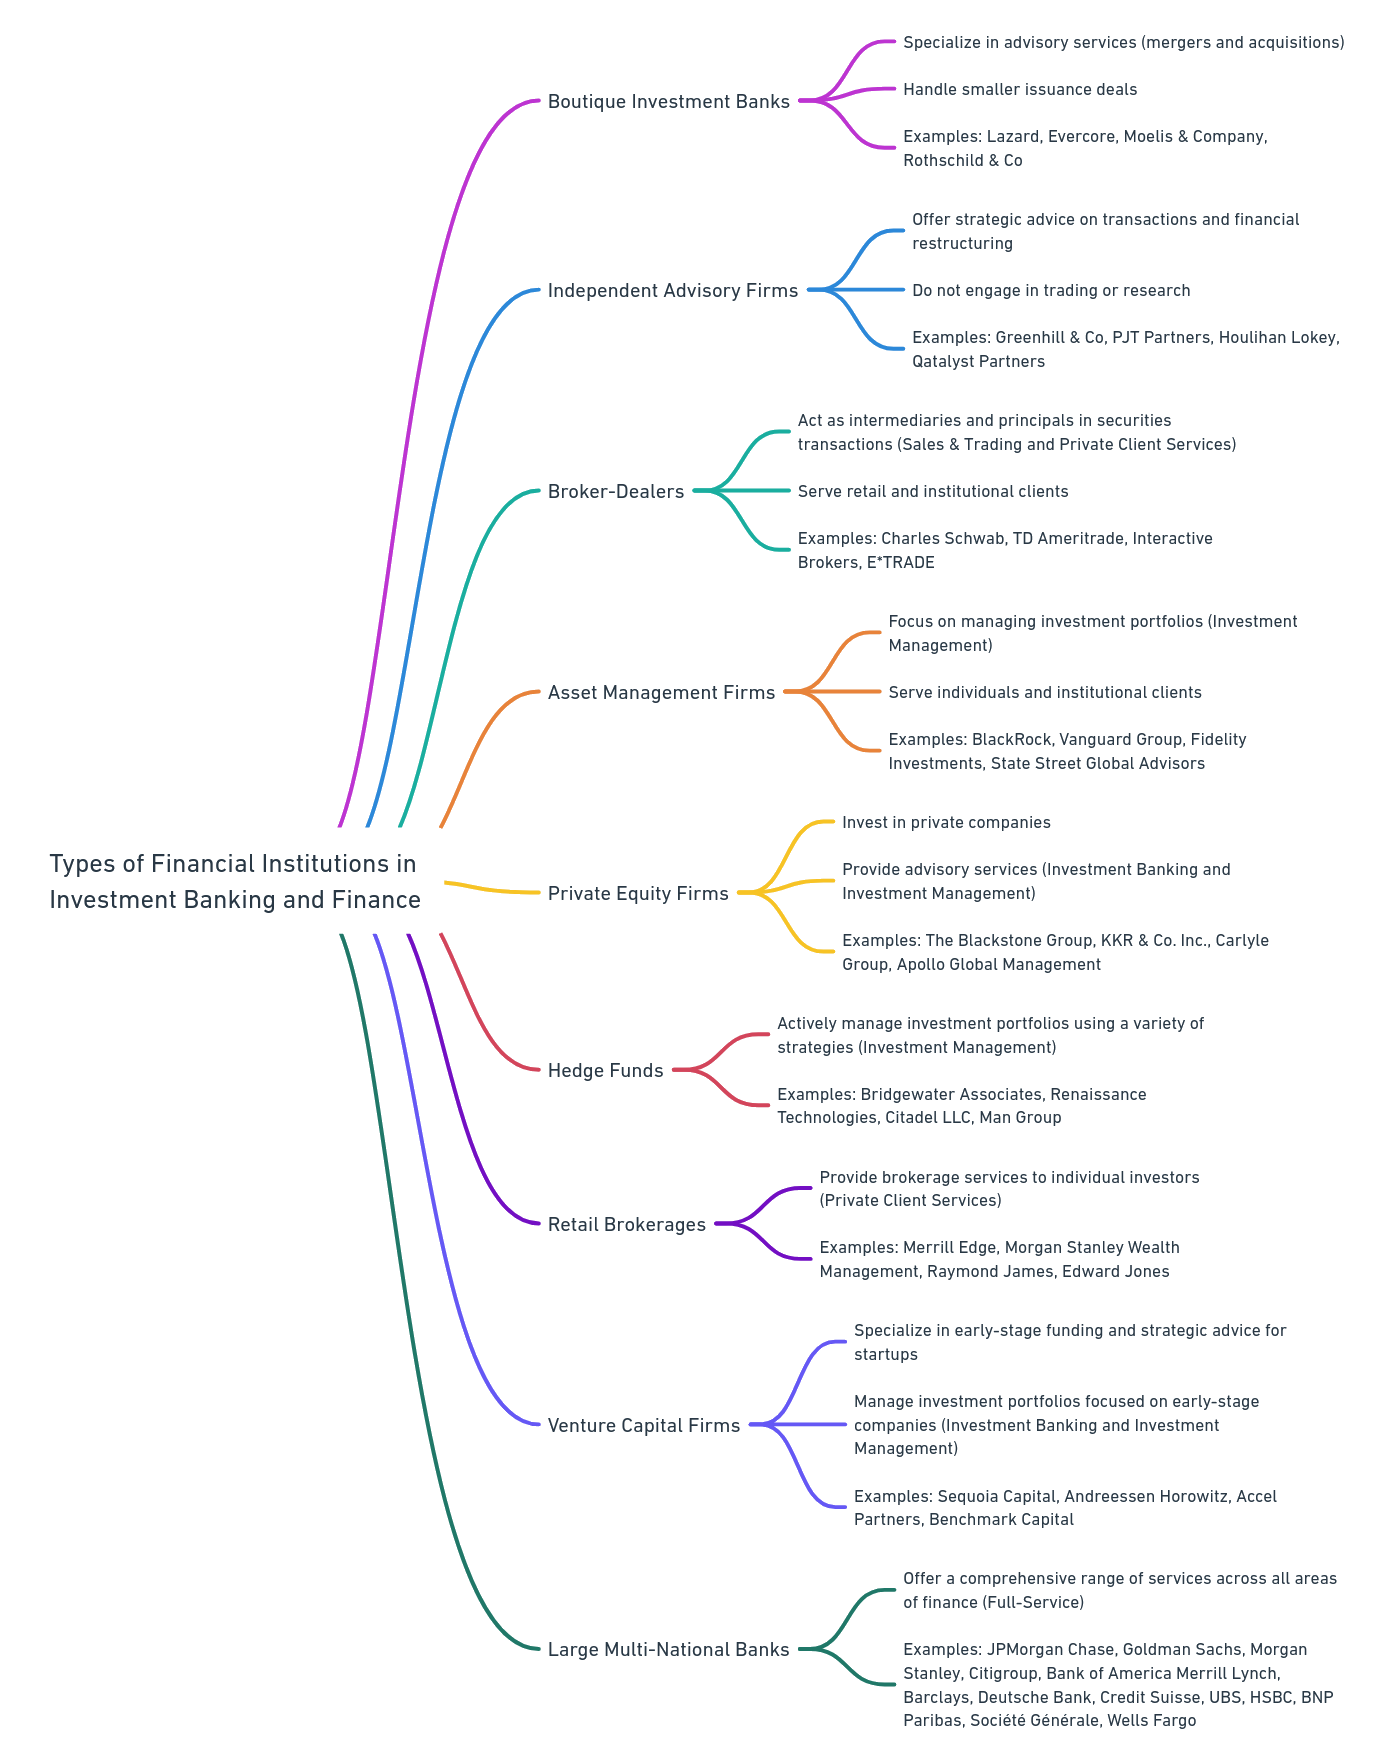 Specialize in advisory services (mergers and acquisitions)
Boutique Investment Banks
Handle smaller issuance deals
Examples: Lazard, Evercore, Moelis & Company,
Rothschild & Co
Offer strategic advice on transactions and financial
restructuring
Independent Advisory Firms
Do not engage in trading or research
Examples: Greenhill & Co, PJT Partners, Houlihan Lokey,
Qatalyst Partners
Act as intermediaries and principals in securities
transactions (Sales & Trading and Private Client Services)
Broker-Dealers
Serve retail and institutional clients
Examples: Charles Schwab, TD Ameritrade, Interactive
Brokers, E*TRADE
Focus on managing investment portfolios (Investment
Management)
Asset Management Firms
Serve individuals and institutional clients
Examples: BlackRock, Vanguard Group, Fidelity
Investments, State Street Global Advisors
Types of Financial Institutions in
Investment Banking and Finance
Invest in private companies
Private Equity Firms
Provide advisory services (Investment Banking and
Investment Management)
Examples: The Blackstone Group, KKR & Co. Inc., Carlyle
Group, Apollo Global Management
Actively manage investment portfolios using a variety of
strategies (Investment Management)
Hedge Funds
Examples: Bridgewater Associates, Renaissance
Technologies, Citadel LLC, Man Group
Provide brokerage services to individual investors
(Private Client Services)
Retail Brokerages
Examples: Merrill Edge, Morgan Stanley Wealth
Management, Raymond James, Edward Jones
Specialize in early-stage funding and strategic advice for
startups
Venture Capital Firms
Manage investment portfolios focused on early-stage
companies (Investment Banking and Investment
Management)
Examples: Sequoia Capital, Andreessen Horowitz, Accel
Partners, Benchmark Capital
Offer a comprehensive range of services across all areas
of finance (Full-Service)
Large Multi-National Banks
Examples: JPMorgan Chase, Goldman Sachs, Morgan
Stanley, Citigroup, Bank of America Merrill Lynch,
Barclays, Deutsche Bank, Credit Suisse, UBS, HSBC, BNP
Paribas, Société Générale, Wells Fargo